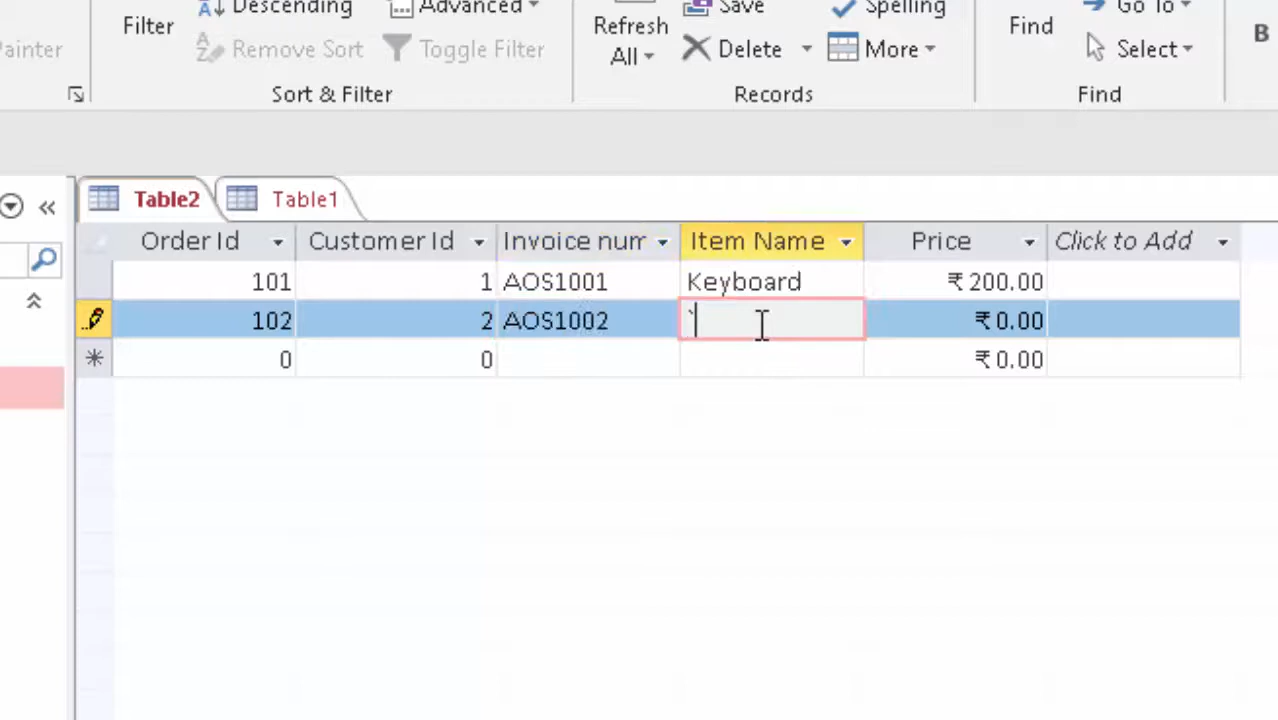 Descending
Advanced
Save
Spelling
Go To
Filter
Refresh
Find
B
ainter
Remove Sort
Toggle Filter
All
Delete
More
Select
Sort & Filter
Records
Find
Table2
Table1
Order Id
Customer Id
Invoice num
Item Name
Price
Click to Add
101 1 AOS1001 Keyboard ₹ 200.00
102 2 AOS1002 ` ₹ 0.00
0 0 ₹ 0.00